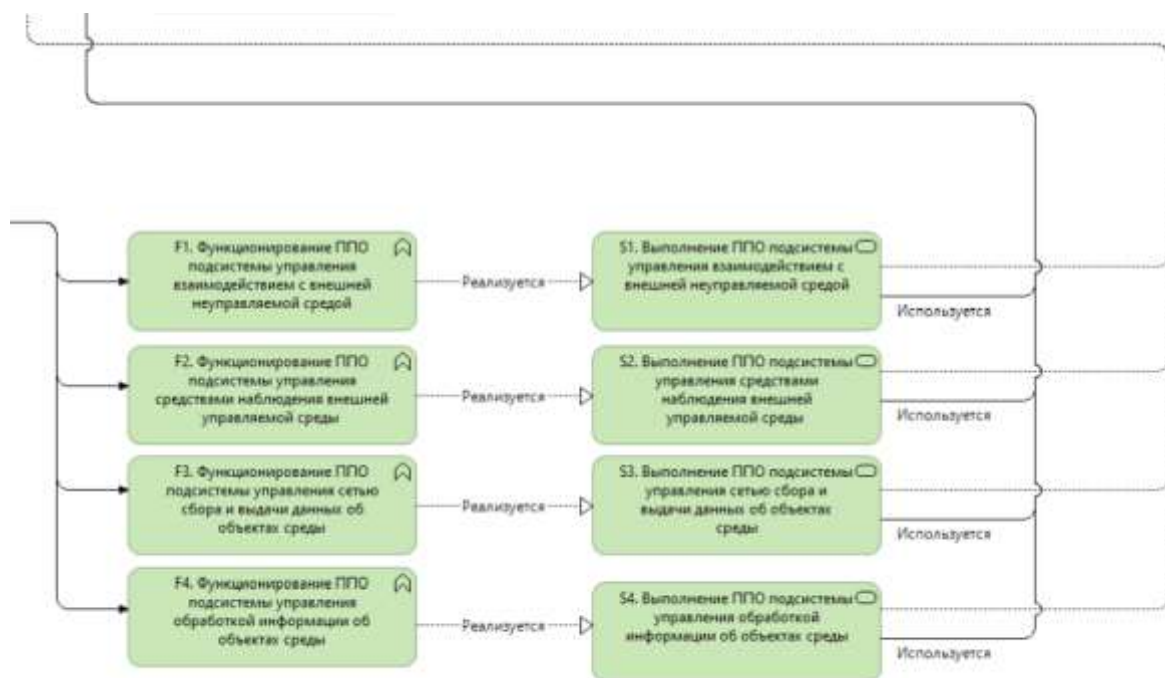 F1. Функционирование ППО
подсистемы управления
взаимодействием с внешней
неуправляемой средой
Реализуется
S1. Выполнение ППО подсистемы
управления взаимодействием с
внешней неуправляемой средой
Используется
F2. Функционирование ППО
подсистемы управления
средствами наблюдения внешней
управляемой среды
Реализуется
S2. Выполнение ППО подсистемы
управления средствами
наблюдения внешней
управляемой среды
Используется
F3. Функционирование ППО
подсистемы управления сетью
сбора и выдачи данных об
объектах среды
Реализуется
S3. Выполнение ППО подсистемы
управления сетью сбора и
выдачи данных об объектах
среды
Используется
F4. Функционирование ППО
подсистемы управления
обработкой информации об
объектах среды
Реализуется
S4. Выполнение ППО подсистемы
управления обработкой
информации об объектах среды
Используется